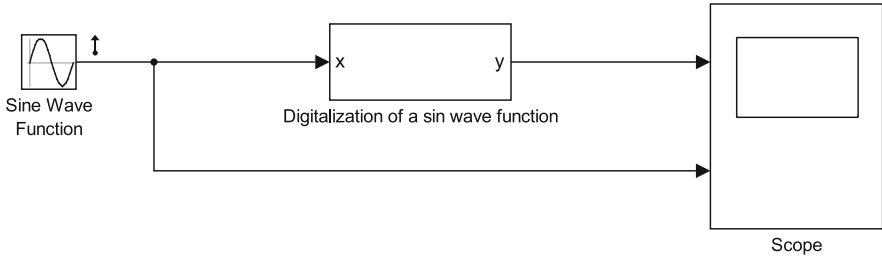 x
y
Sine Wave
Function
Digitalization of a sin wave function
Scope